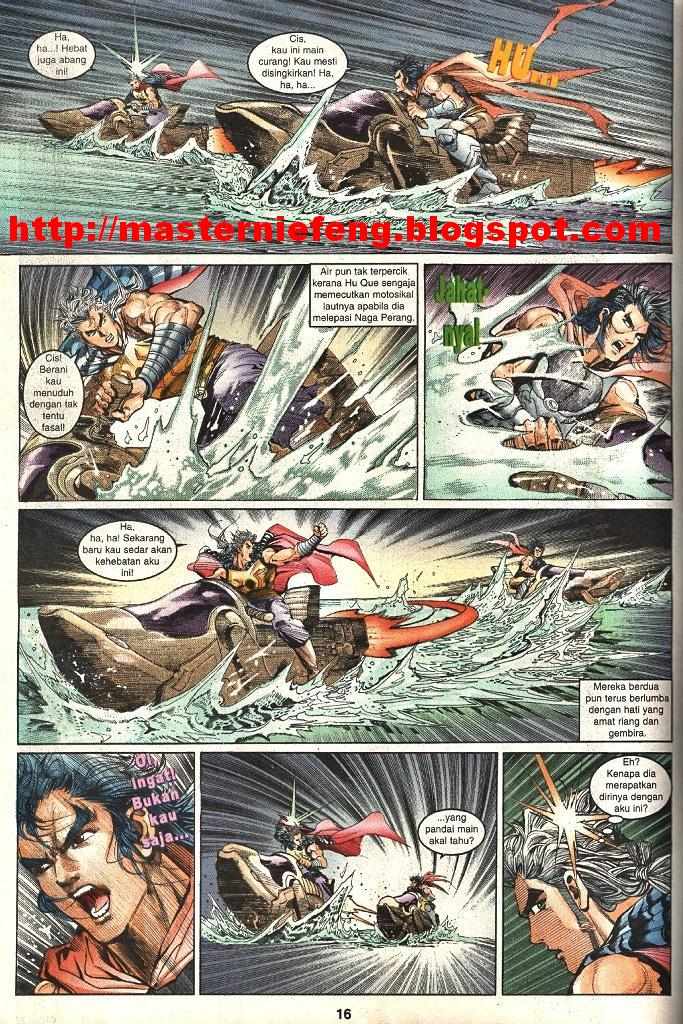 Ha,
ha...! Hebat
juga abang
ini!
Cis,
kau ini main
curang! Kau mesti
disingkirkan! Ha,
ha, ha...
HU...
http://masterniefeng.blogspot.com
Cis!
Berani
kau
menuduh
dengan tak
tentu
fasal!
Air pun tak terpercik
kerana Hu Que sengaja
memecutkan motosikal
lautnya apabila dia
melepasi Naga Perang.
Jahat-
nya!
Ha,
ha, ha! Sekarang
baru kau sedar akan
kehebatan aku
ini!
Mereka berdua
pun terus berlumba
dengan hati yang
amat riang dan
gembira.
Oi,
ingat!
Bukan
kau
saja...
...yang
pandai main
akal tahu?
Eh?
Kenapa dia
merapatkan
dirinya dengan
aku ini?
16